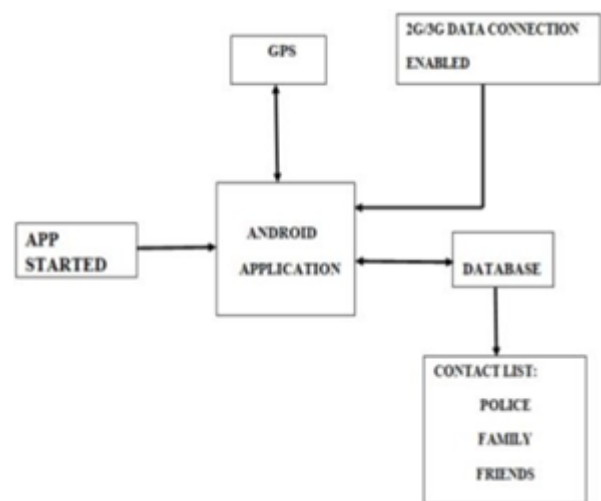 GPS
2G/3G DATA CONNECTION
ENABLED
APP
STARTED
ANDROID
APPLICATION
DATABASE
CONTACT LIST:
POLICE
FAMILY
FRIENDS